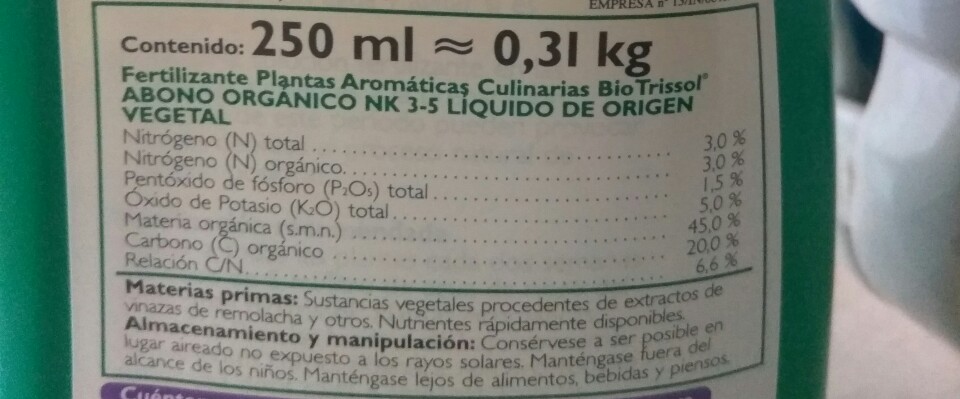 EMPRESA nº
Contenido: 250 ml ≈ 0,31 kg
Fertilizante Plantas Aromáticas Culinarias BioTrissol®
ABONO ORGÁNICO NK 3-5 LÍQUIDO DE ORIGEN
VEGETAL
Nitrógeno (N) total .......... 3,0 %
Nitrógeno (N) orgánico.......... 3,0 %
Pentóxido de fósforo (P₂O₅) total .......... 1,5 %
Óxido de Potasio (K₂O) total .......... 5,0 %
Materia orgánica (s.m.n.) .......... 45,0 %
Carbono (C) orgánico .......... 20,0 %
Relación C/N.......... 6,6 %
Materias primas: Sustancias vegetales procedentes de extractos de
vinazas de remolacha y otros. Nutrientes rápidamente disponibles.
Almacenamiento y manipulación: Consérvese a ser posible en
lugar aireado no expuesto a los rayos solares. Manténgase fuera del
alcance de los niños. Manténgase lejos de alimentos, bebidas y piensos.